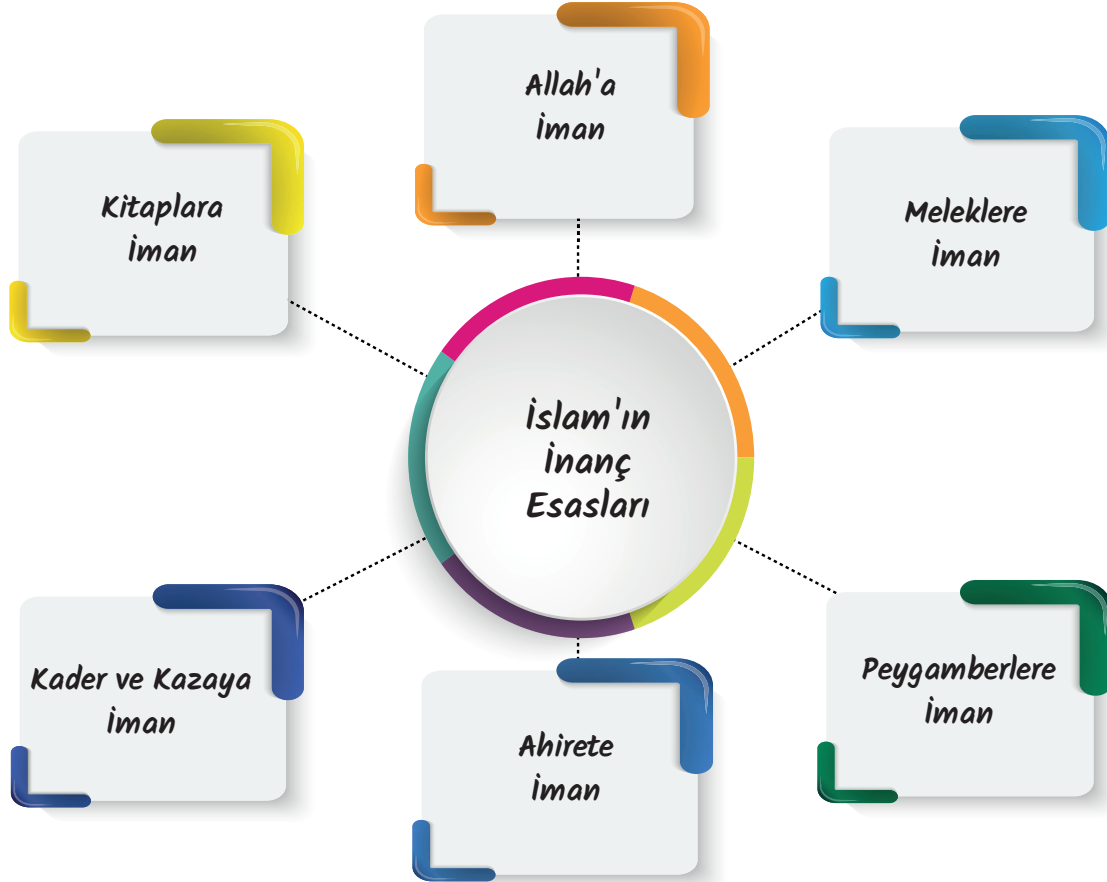 Allah'a
İman
Kitaplara
İman
Meleklere
İman
İslam'ın
İnanç
Esasları
Kader ve Kazaya
İman
Ahirete
İman
Peygamberlere
İman